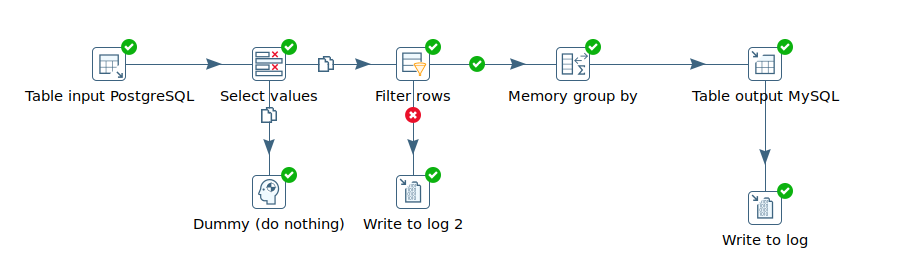 Table input PostgreSQL
Select values
Filter rows
Memory group by
Table output MySQL
Dummy (do nothing)
Write to log 2
Write to log